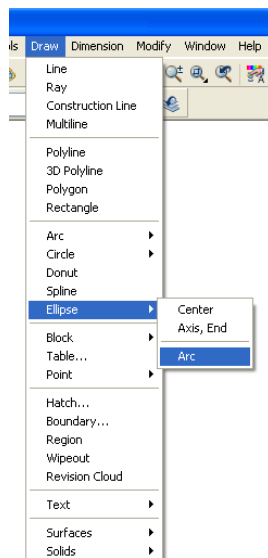 ols Draw Dimension Modify Window Help
Line
Ray
Construction Line
Multiline
Polyline
3D Polyline
Polygon
Rectangle
Arc
Circle
Donut
Spline
Ellipse
Center
Axis, End
Arc
Block
Table...
Point
Hatch...
Boundary...
Region
Wipeout
Revision Cloud
Text
Surfaces
Solids